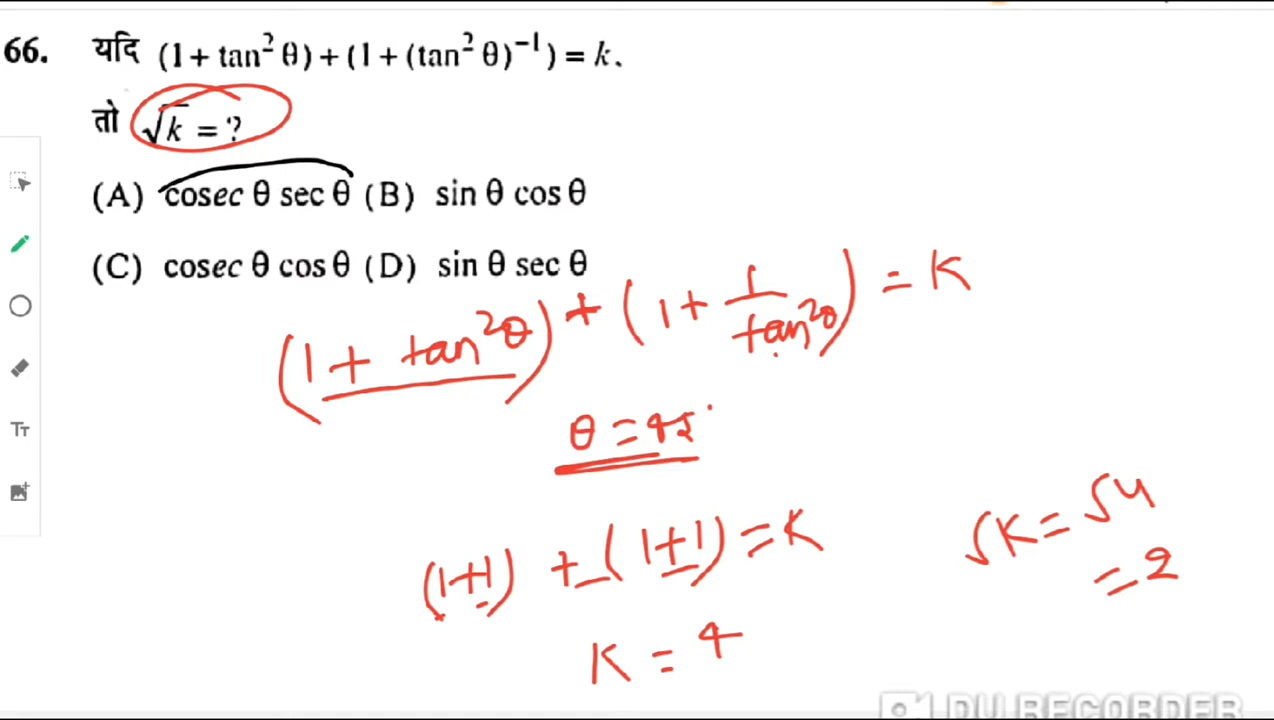 66. यदि (1 + tan² θ) + (1 + (tan² θ)⁻¹) = k.
तो √k = ?
(A) cosec θ sec θ (B) sin θ cos θ
(C) cosec θ cos θ (D) sin θ sec θ
(1 + tan²θ) + (1 + 1/tan²θ) = K
θ = 45°
(1+1) + (1+1) = K
√K = √4
= 2
K = 4
Tт
DU RECORDER